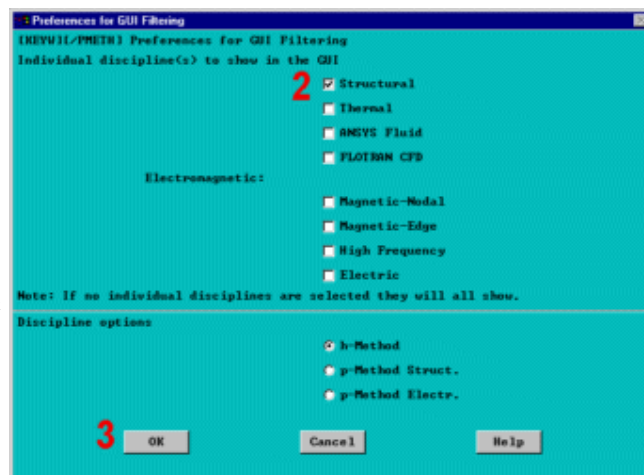 Preferences for GUI Filtering
[KEYW][/PMETH] Preferences for GUI Filtering
Individual discipline(s) to show in the GUI
2 Structural
Thermal
ANSYS Fluid
FLOTRAN CFD
Electromagnetic:
Magnetic-Nodal
Magnetic-Edge
High Frequency
Electric
Note: If no individual disciplines are selected they will all show.
Discipline options
h-Method
p-Method Struct.
p-Method Electr.
3 OK Cancel Help